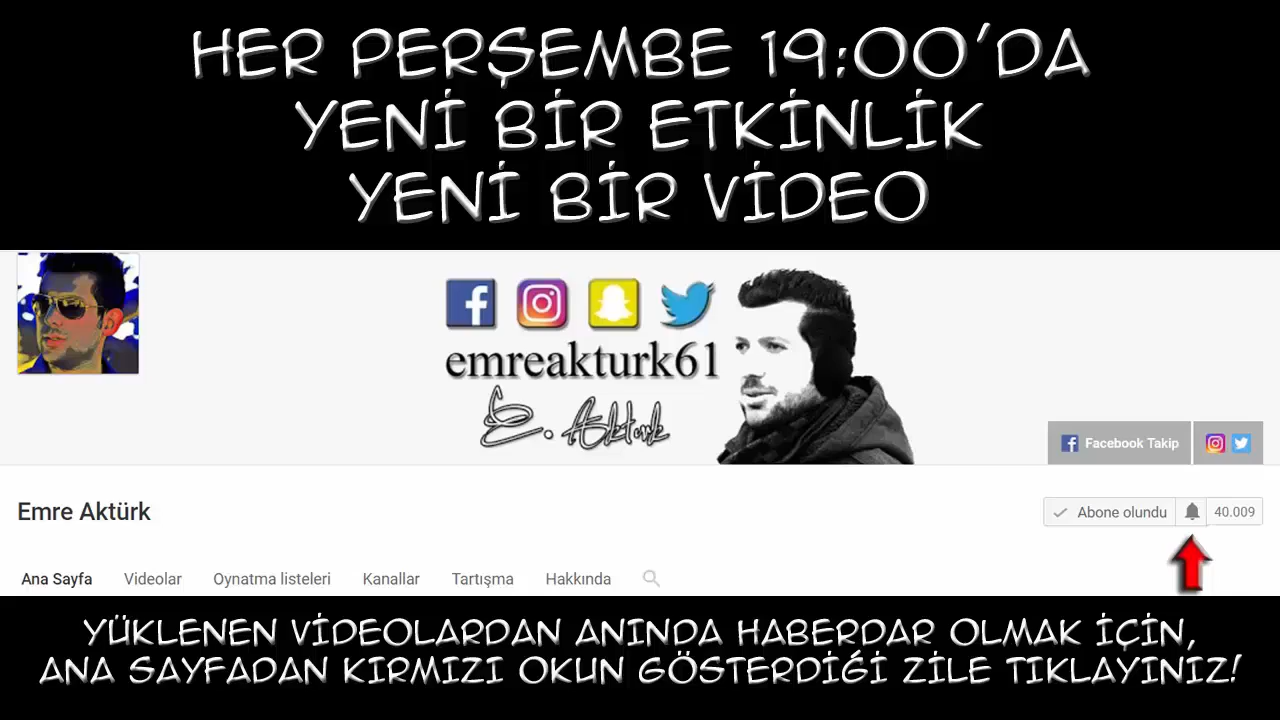 HER PERŞEMBE 19:00'DA
YENİ BİR ETKİNLİK
YENİ BİR VİDEO
emreakturk61
E. Aktürk
Facebook Takip
Emre Aktürk
Abone olundu 40.009
Ana Sayfa Videolar Oynatma listeleri Kanallar Tartışma Hakkında
YÜKLENEN VİDEOLARDAN ANINDA HABERDAR OLMAK İÇİN,
ANA SAYFADAN KIRMIZI OKUN GÖSTERDİĞİ ZİLE TIKLAYINIZ!